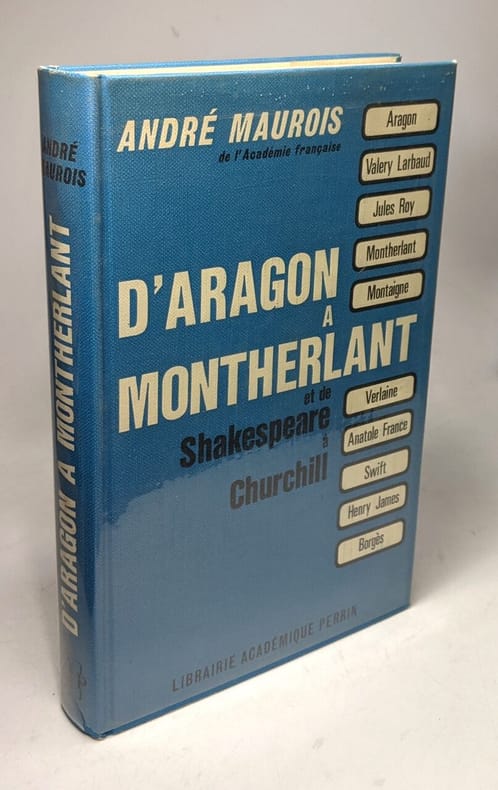 ANDRÉ MAUROIS
de l'Académie française
D'ARAGON
A
MONTHERLANT
et de
Shakespeare
à
Churchill
Aragon
Valery Larbaud
Jules Roy
Montherlant
Montaigne
Verlaine
Anatole France
Swift
Henry James
Borgès
LIBRAIRIE ACADÉMIQUE PERRIN
ANDRÉ
MAUROIS
D'ARAGON A MONTHERLANT